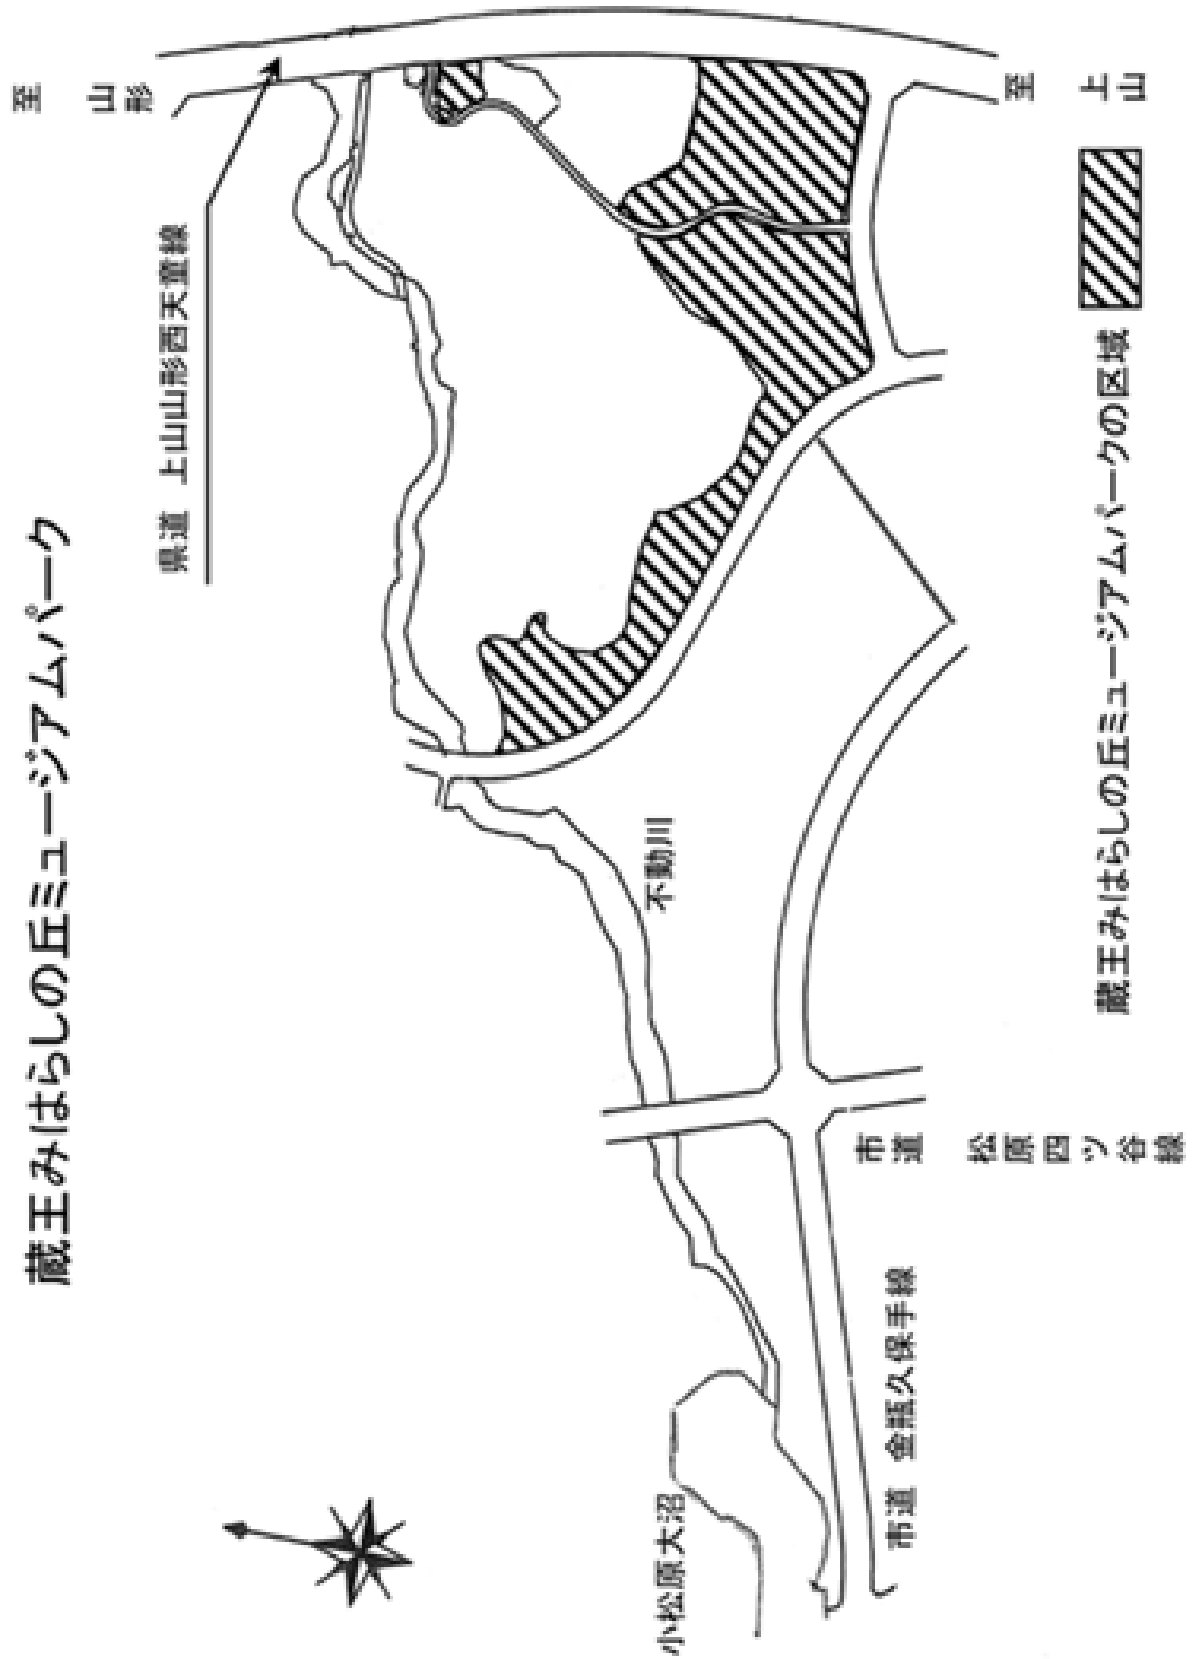 蔵王みはらしの丘ミュージアムパーク
至 山形
県道 上山山形西天童線
至 上山
不動川
小松原大沼
市道 松原四ツ谷線
市道 金瓶久保手線
蔵王みはらしの丘ミュージアムパークの区域